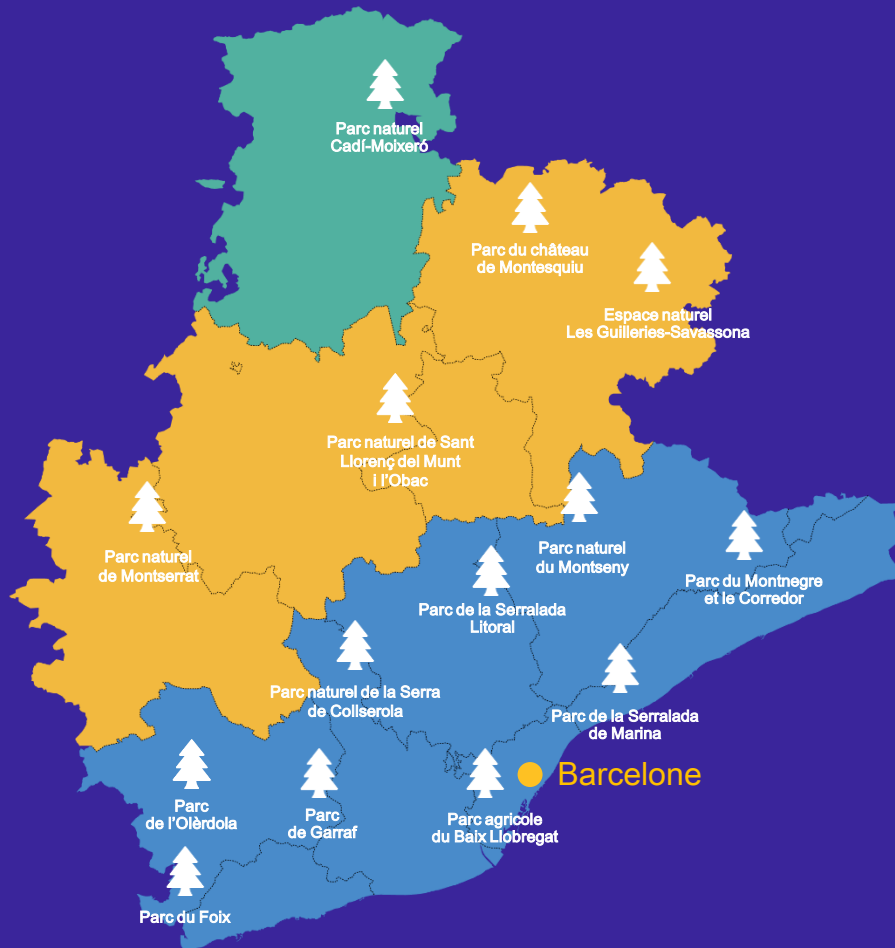 Parc naturel
Cadí-Moixeró
Parc du château
de Montesquiu
Espace naturel
Les Guilleries-Savassona
Parc naturel de Sant
Llorenç del Munt
i l'Obac
Parc naturel
de Montserrat
Parc naturel
du Montseny
Parc du Montnegre
et le Corredor
Parc de la Serralada
Litoral
Parc naturel de la Serra
de Collserola
Parc de la Serralada
de Marina
Barcelone
Parc
de l'Olèrdola
Parc
de Garraf
Parc agricole
du Baix Llobregat
Parc du Foix